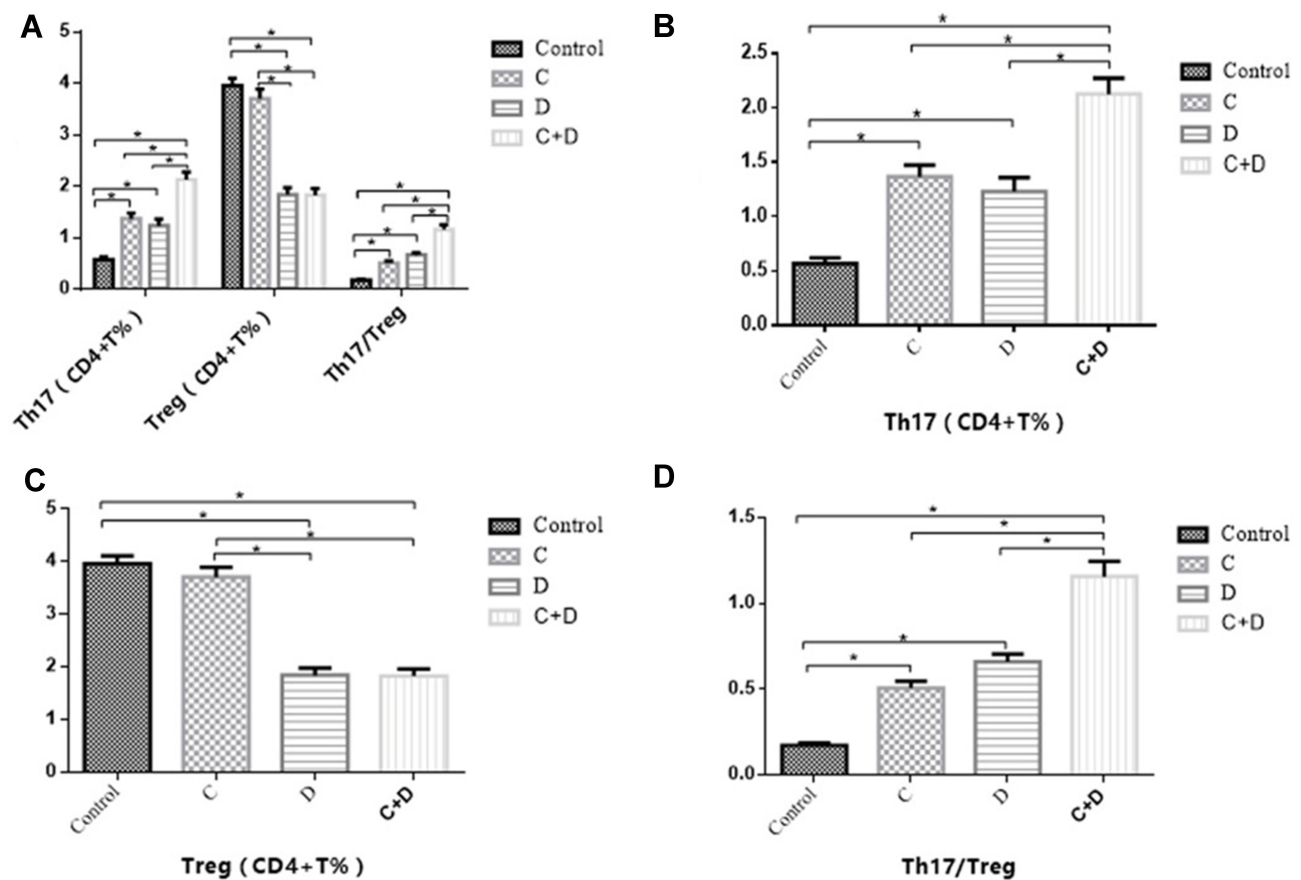 A
5
4
3
2
1
0
* * * * *
* * * *
* * * * *
Th17 ( CD4+T% )
Treg ( CD4+T% )
Th17/Treg
Control
C
D
C+D
B
2.5
2.0
1.5
1.0
0.5
0.0
* * * * *
Control
C
D
C+D
Th17 ( CD4+T% )
Control
C
D
C+D
C
5
4
3
2
1
0
* * * *
Control
C
D
C+D
Treg ( CD4+T% )
Control
C
D
C+D
D
1.5
1.0
0.5
0.0
* * * * *
Control
C
D
C+D
Th17/Treg
Control
C
D
C+D